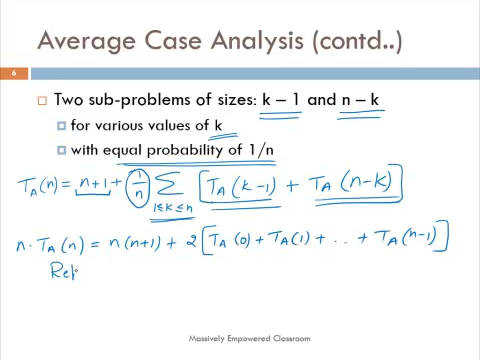 Average Case Analysis (contd..)
6
Two sub-problems of sizes: k – 1 and n – k
for various values of k
with equal probability of 1/n
T_A(n) = n+1 + 1/n ∑_{1≤k≤n} [T_A(k-1) + T_A(n-k)]
n · T_A(n) = n(n+1) + 2[T_A(0) + T_A(1) + .. + T_A(n-1)]
Rep
Massively Empowered Classroom